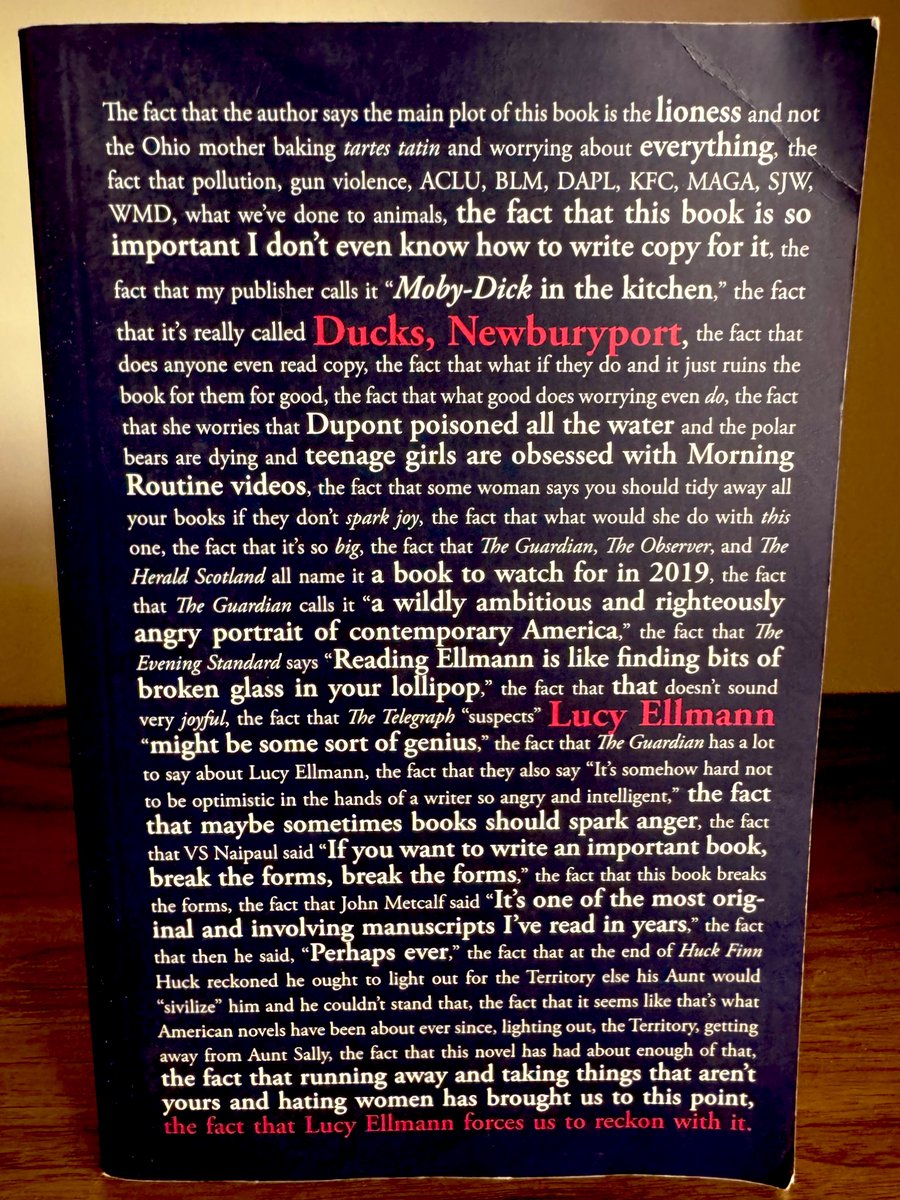 The fact that the author says the main plot of this book is the lioness and not
the Ohio mother baking tartes tatin and worrying about everything, the
fact that pollution, gun violence, ACLU, BLM, DAPL, KFC, MAGA, SJW,
WMD, what we’ve done to animals, the fact that this book is so
important I don’t even know how to write copy for it, the
fact that my publisher calls it “Moby-Dick in the kitchen,” the fact
that it’s really called Ducks, Newburyport, the fact that
does anyone even read copy, the fact that what if they do and it just ruins the
book for them for good, the fact that what good does worrying even do, the fact
that she worries that Dupont poisoned all the water and the polar
bears are dying and teenage girls are obsessed with Morning
Routine videos, the fact that some woman says you should tidy away all
your books if they don’t spark joy, the fact that what would she do with this
one, the fact that it’s so big, the fact that The Guardian, The Observer, and The
Herald Scotland all name it a book to watch for in 2019, the fact
that The Guardian calls it “a wildly ambitious and righteously
angry portrait of contemporary America,” the fact that The
Evening Standard says “Reading Ellmann is like finding bits of
broken glass in your lollipop,” the fact that that doesn’t sound
very joyful, the fact that The Telegraph “suspects” Lucy Ellmann
“might be some sort of genius,” the fact that The Guardian has a lot
to say about Lucy Ellmann, the fact that they also say “It’s somehow hard not
to be optimistic in the hands of a writer so angry and intelligent,” the fact
that maybe sometimes books should spark anger, the fact
that VS Naipaul said “If you want to write an important book,
break the forms, break the forms,” the fact that this book breaks
the forms, the fact that John Metcalf said “It’s one of the most orig-
inal and involving manuscripts I’ve read in years,” the fact
that then he said, “Perhaps ever,” the fact that at the end of Huck Finn
Huck reckoned he ought to light out for the Territory else his Aunt would
“sivilize” him and he couldn’t stand that, the fact that it seems like that’s what
American novels have been about ever since, lighting out, the Territory, getting
away from Aunt Sally, the fact that this novel has had about enough of that,
the fact that running away and taking things that aren’t
yours and hating women has brought us to this point,
the fact that Lucy Ellmann forces us to reckon with it.